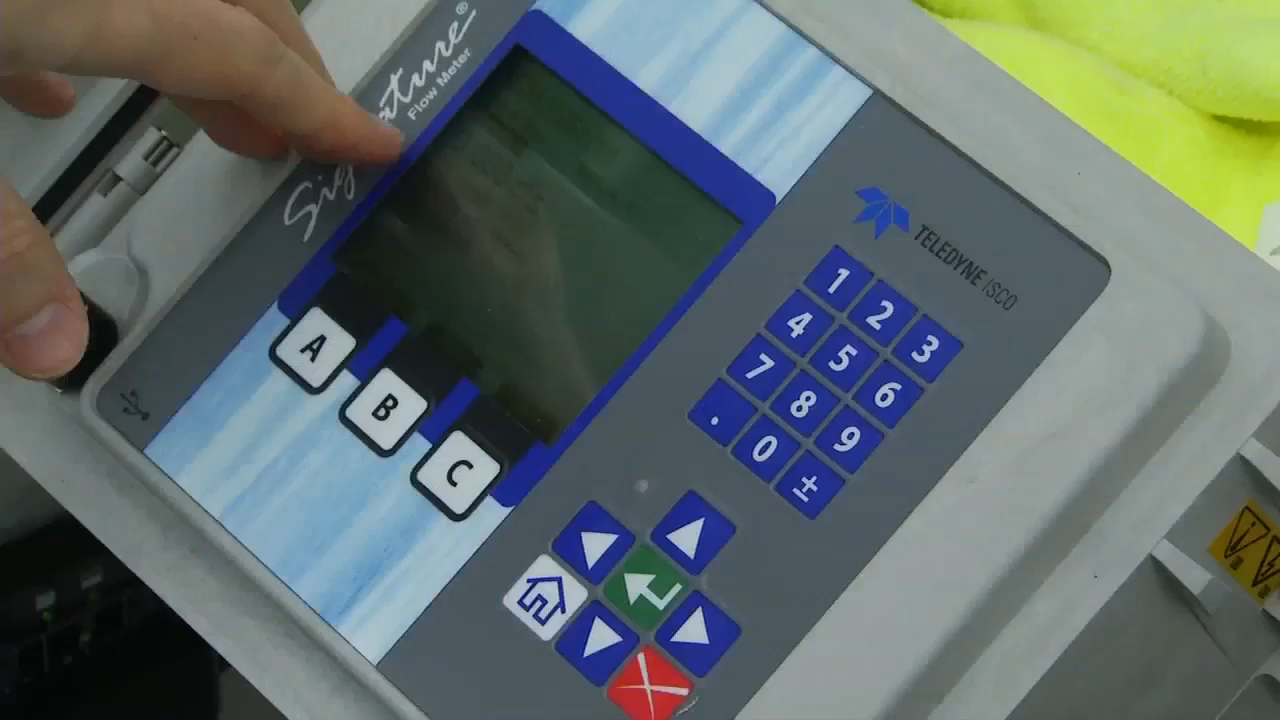 Signature®
Flow Meter
TELEDYNE ISCO
A
B
C
1 2 3
4 5 6
7 8 9
. 0 ±